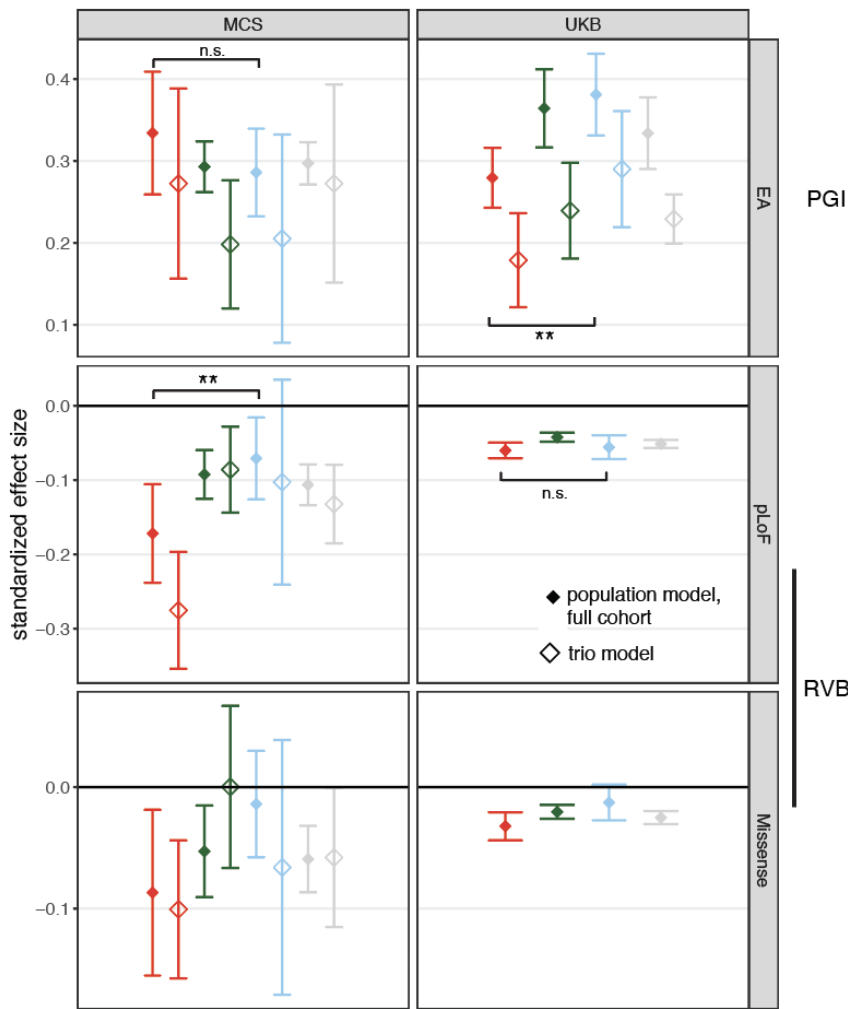 MCS
UKB
n.s.
0.4
0.3
0.2
0.1
**
EA
PGI
standardized effect size
**
0.0
−0.1
−0.2
−0.3
n.s.
population model,
full cohort
trio model
pLoF
RVB
0.0
−0.1
Missense